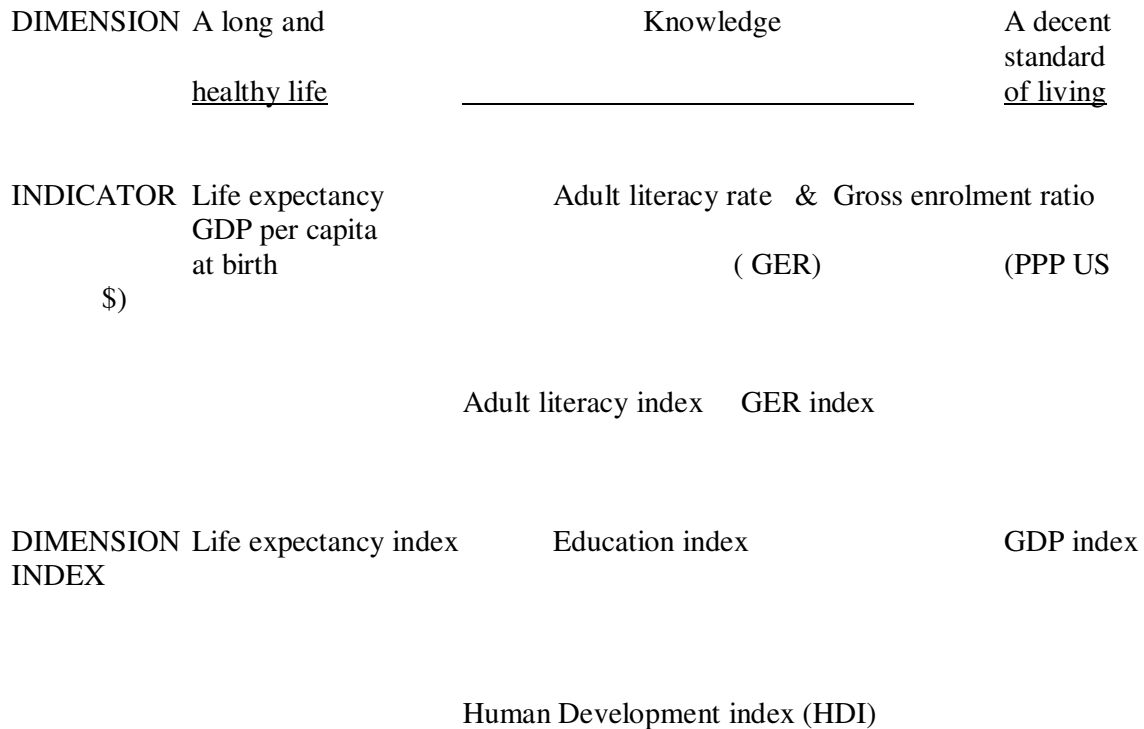 DIMENSION A long and Knowledge A decent
standard
healthy life of living
INDICATOR Life expectancy Adult literacy rate & Gross enrolment ratio
GDP per capita
at birth ( GER) (PPP US
$)
Adult literacy index GER index
DIMENSION Life expectancy index Education index GDP index
INDEX
Human Development index (HDI)